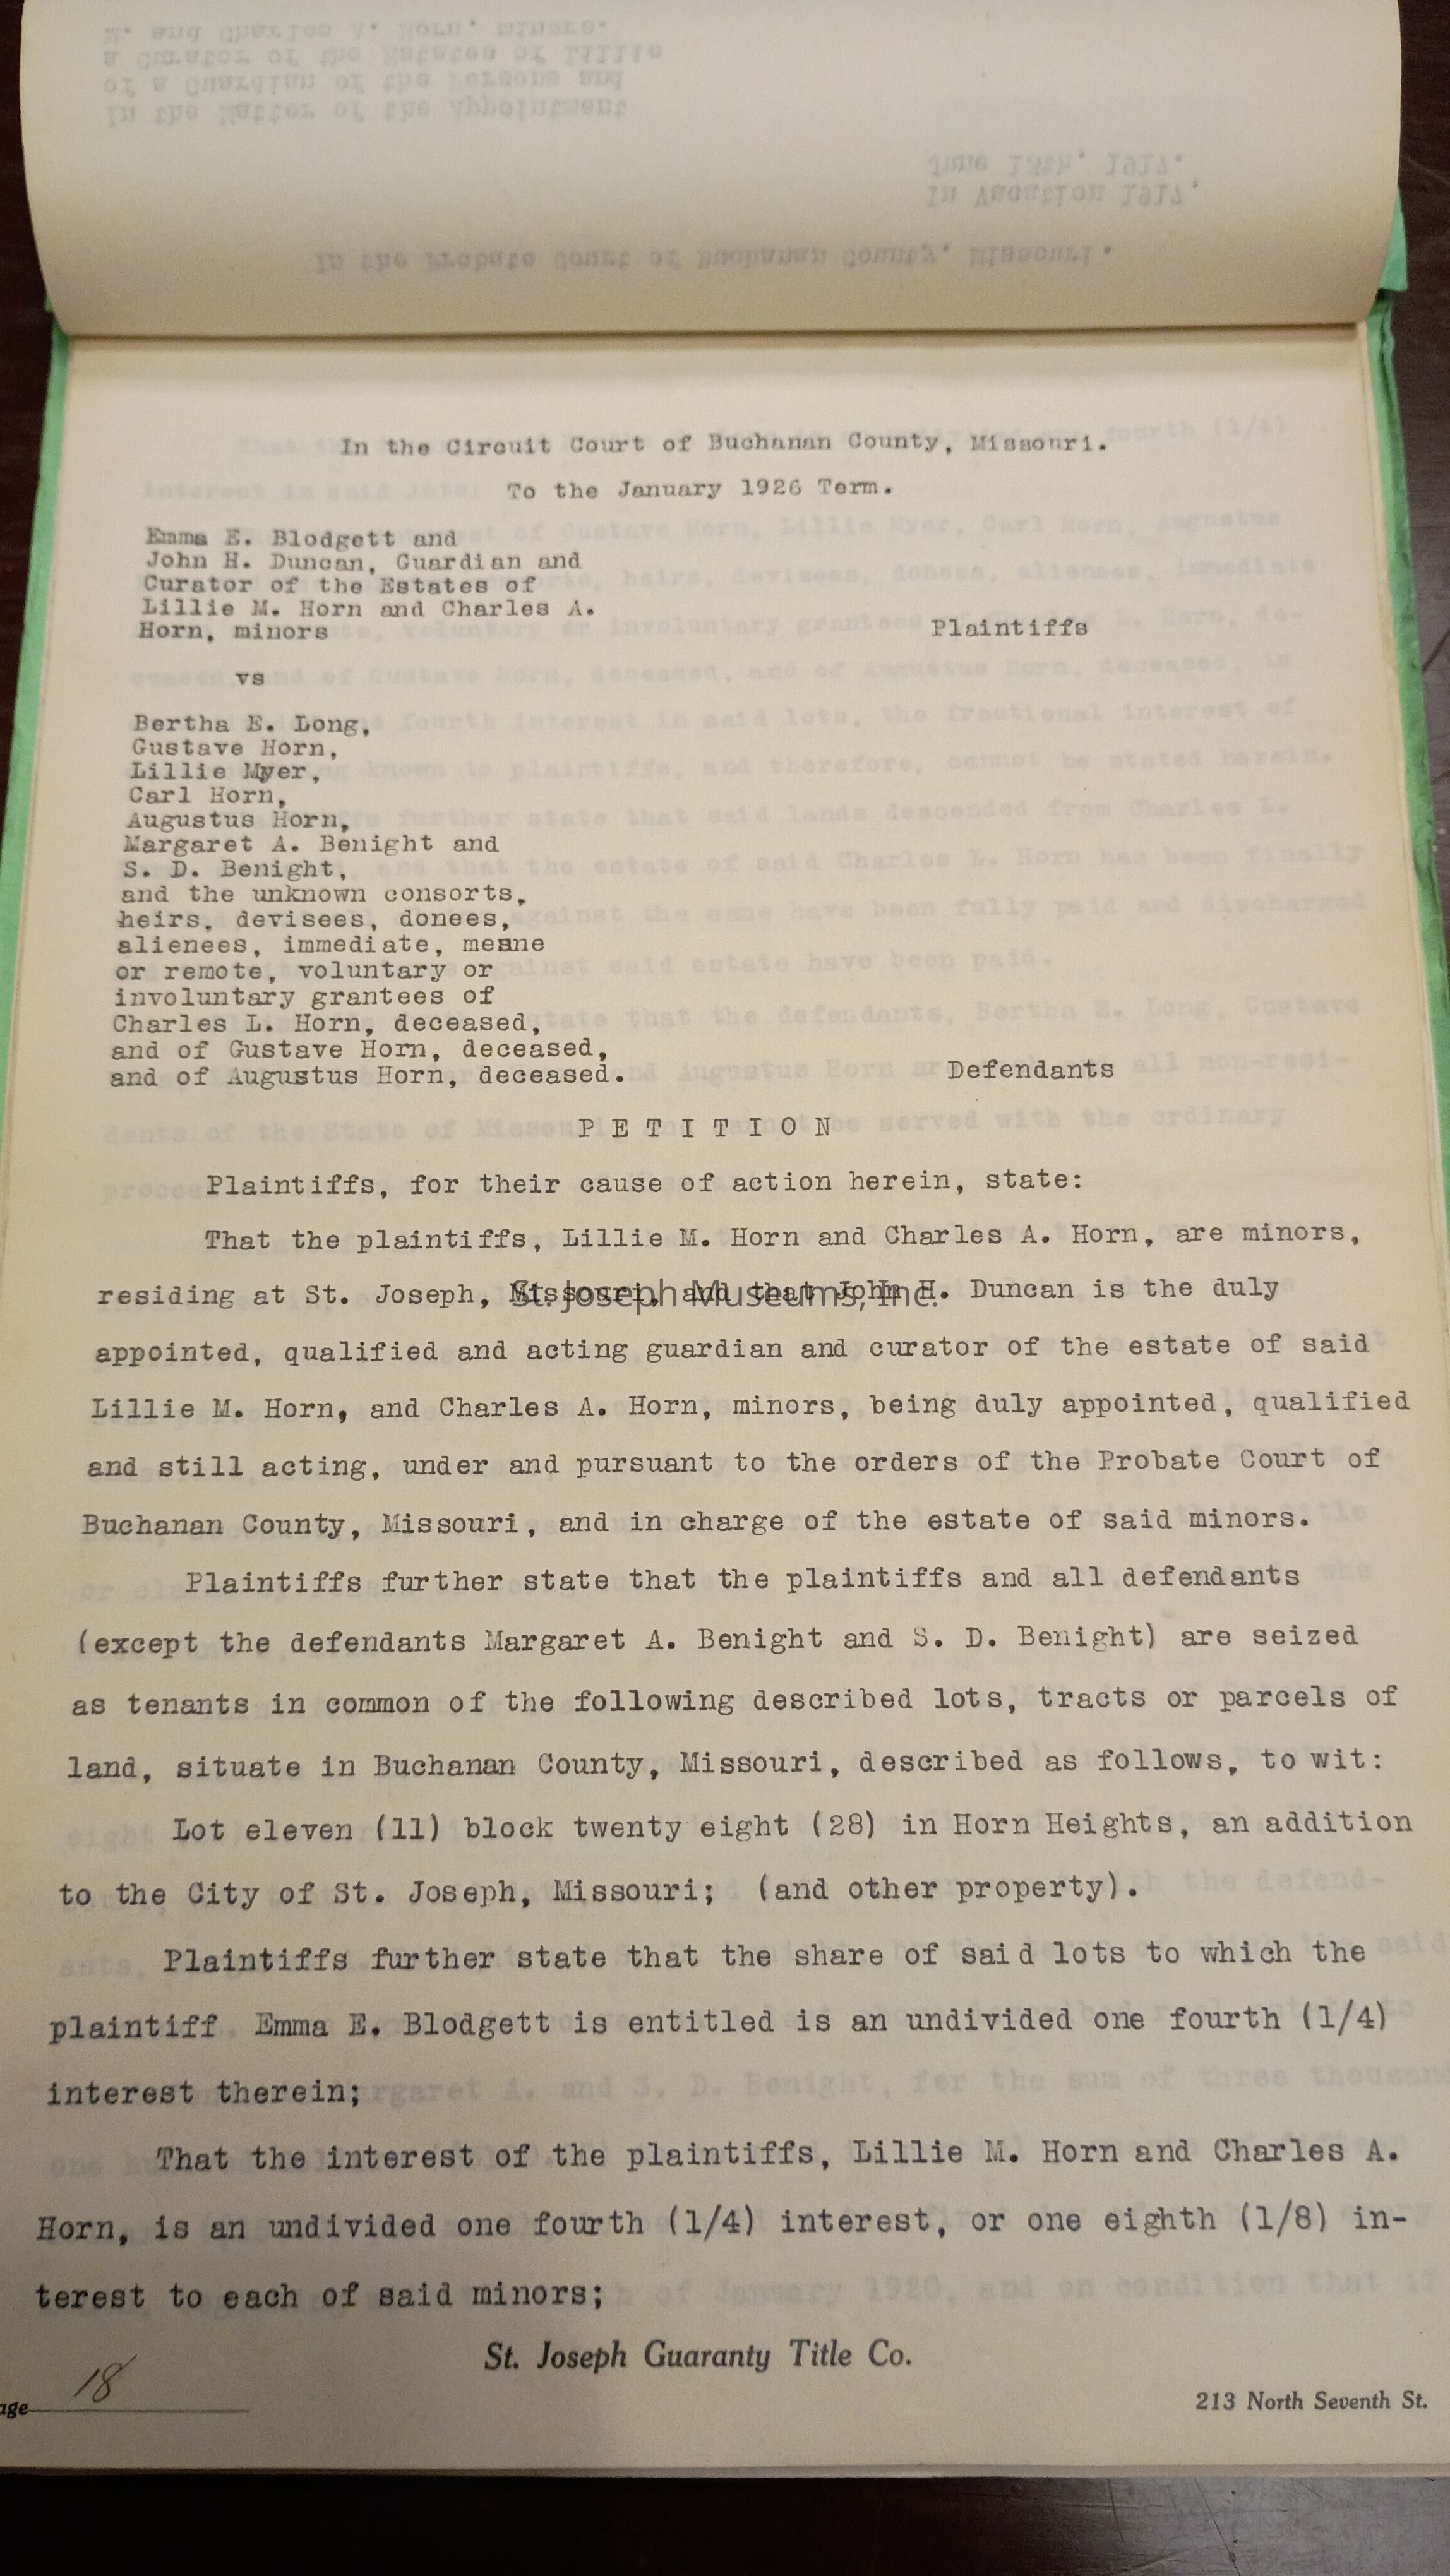 In the Circuit Court of Buchanan County, Missouri.
To the January 1926 Term.
Emma E. Blodgett and
John H. Duncan, Guardian and
Curator of the Estates of
Lillie M. Horn and Charles A.
Horn, minors
Plaintiffs
vs
Bertha E. Long,
Gustave Horn,
Lillie Myer,
Carl Horn,
Augustus Horn,
Margaret A. Benight and
S. D. Benight,
and the unknown consorts,
heirs, devisees, donees,
alienees, immediate, mesne
or remote, voluntary or
involuntary grantees of
Charles L. Horn, deceased,
and of Gustave Horn, deceased,
and of Augustus Horn, deceased.
Defendants
P E T I T I O N
Plaintiffs, for their cause of action herein, state:
That the plaintiffs, Lillie M. Horn and Charles A. Horn, are minors,
residing at St. Joseph, Missouri, and that John H. Duncan is the duly
St. Joseph Museums, Inc.
appointed, qualified and acting guardian and curator of the estate of said
Lillie M. Horn, and Charles A. Horn, minors, being duly appointed, qualified
and still acting, under and pursuant to the orders of the Probate Court of
Buchanan County, Missouri, and in charge of the estate of said minors.
Plaintiffs further state that the plaintiffs and all defendants
(except the defendants Margaret A. Benight and S. D. Benight) are seized
as tenants in common of the following described lots, tracts or parcels of
land, situate in Buchanan County, Missouri, described as follows, to wit:
Lot eleven (11) block twenty eight (28) in Horn Heights, an addition
to the City of St. Joseph, Missouri; (and other property).
Plaintiffs further state that the share of said lots to which the
plaintiff Emma E. Blodgett is entitled is an undivided one fourth (1/4)
interest therein;
That the interest of the plaintiffs, Lillie M. Horn and Charles A.
Horn, is an undivided one fourth (1/4) interest, or one eighth (1/8) in-
terest to each of said minors;
St. Joseph Guaranty Title Co.
age 18
213 North Seventh St.